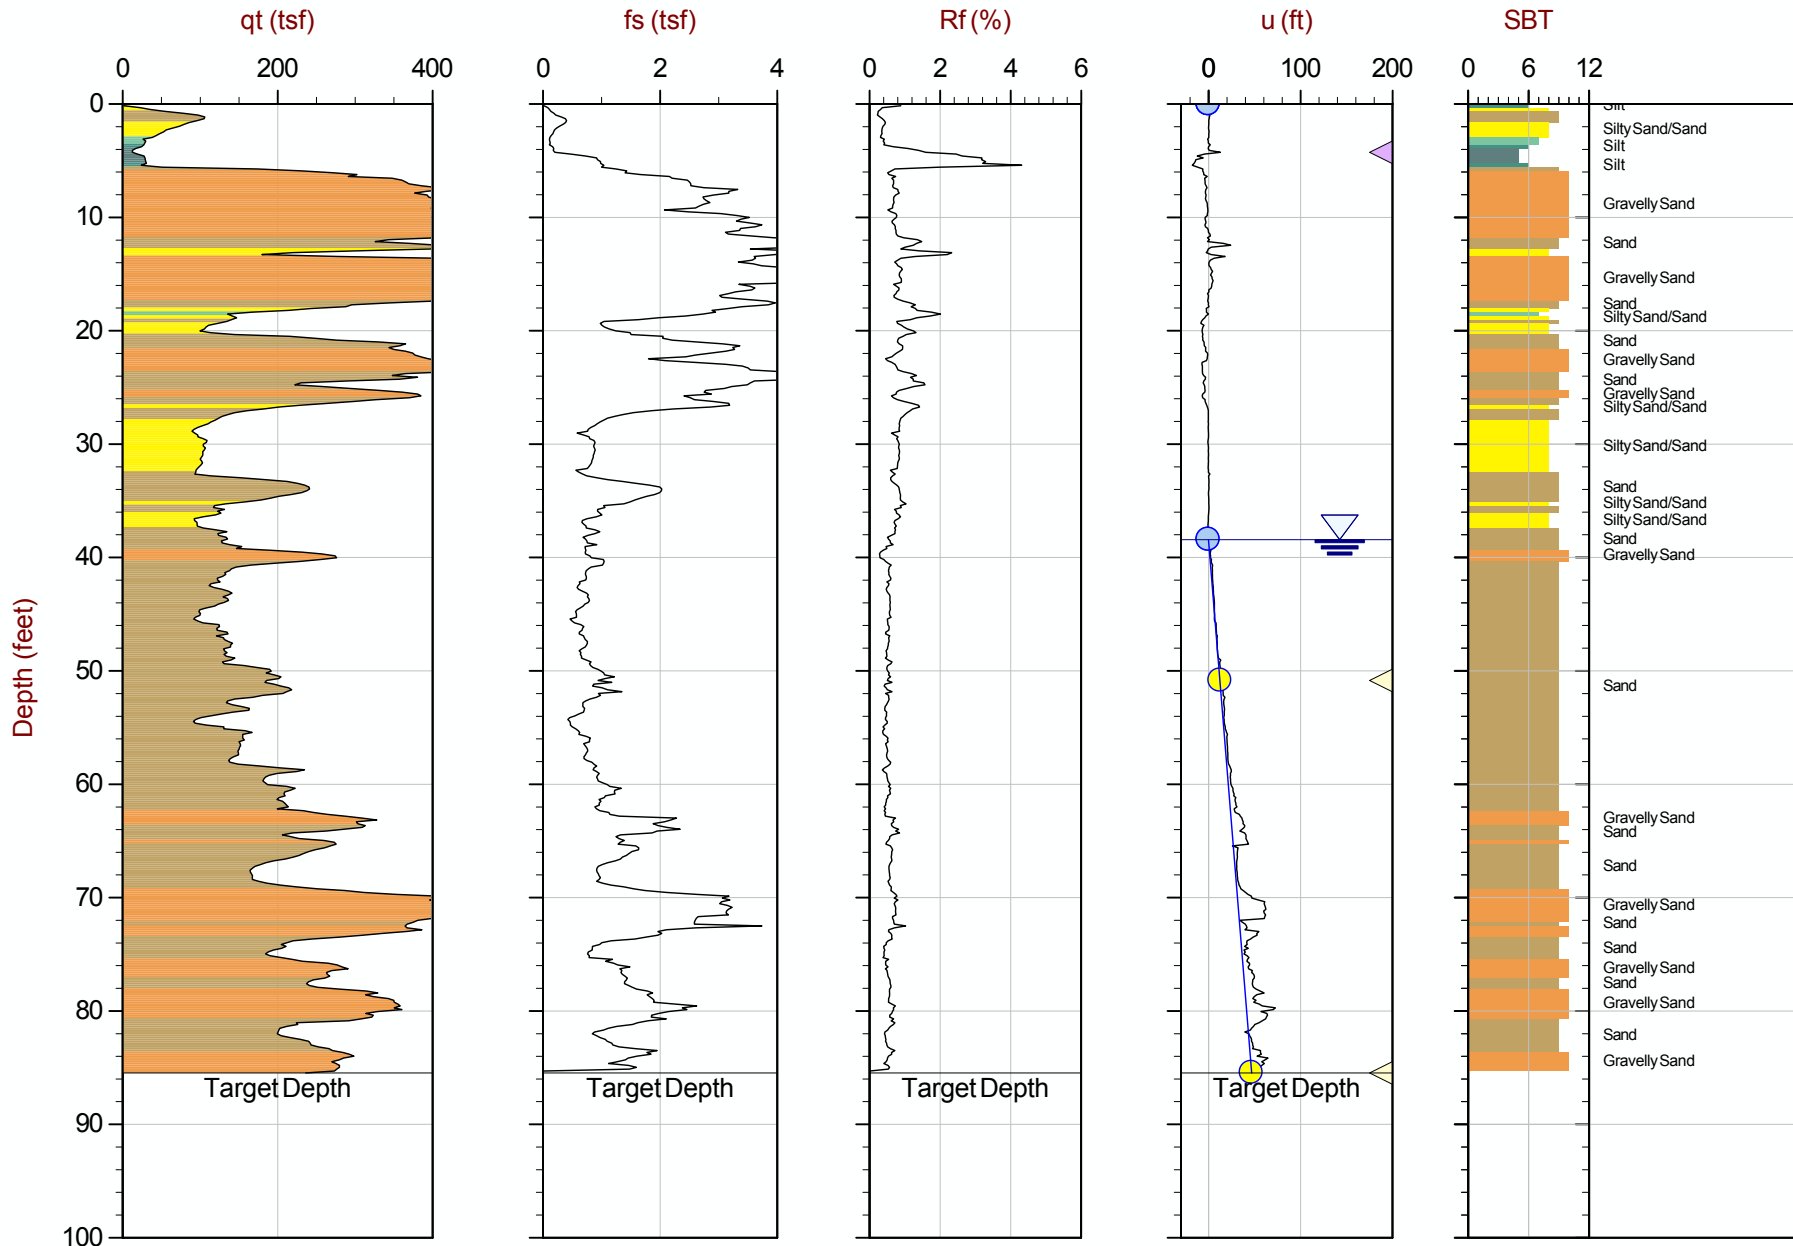 qt (tsf)
fs (tsf)
Rf (%)
u (ft)
SBT
0 200 400
0 2 4
0 2 4 6
0 100 200
0 6 12
0
10
20
30
40
50
60
70
80
90
100
Depth (feet)
Silt
Silty Sand/Sand
Silt
Silt
Gravelly Sand
Sand
Gravelly Sand
Sand
Silty Sand/Sand
Sand
Gravelly Sand
Sand
Gravelly Sand
Silty Sand/Sand
Silty Sand/Sand
Sand
Silty Sand/Sand
Silty Sand/Sand
Sand
Gravelly Sand
Sand
Gravelly Sand
Sand
Sand
Gravelly Sand
Sand
Sand
Gravelly Sand
Sand
Gravelly Sand
Sand
Gravelly Sand
Target Depth
Target Depth
Target Depth
Target Depth